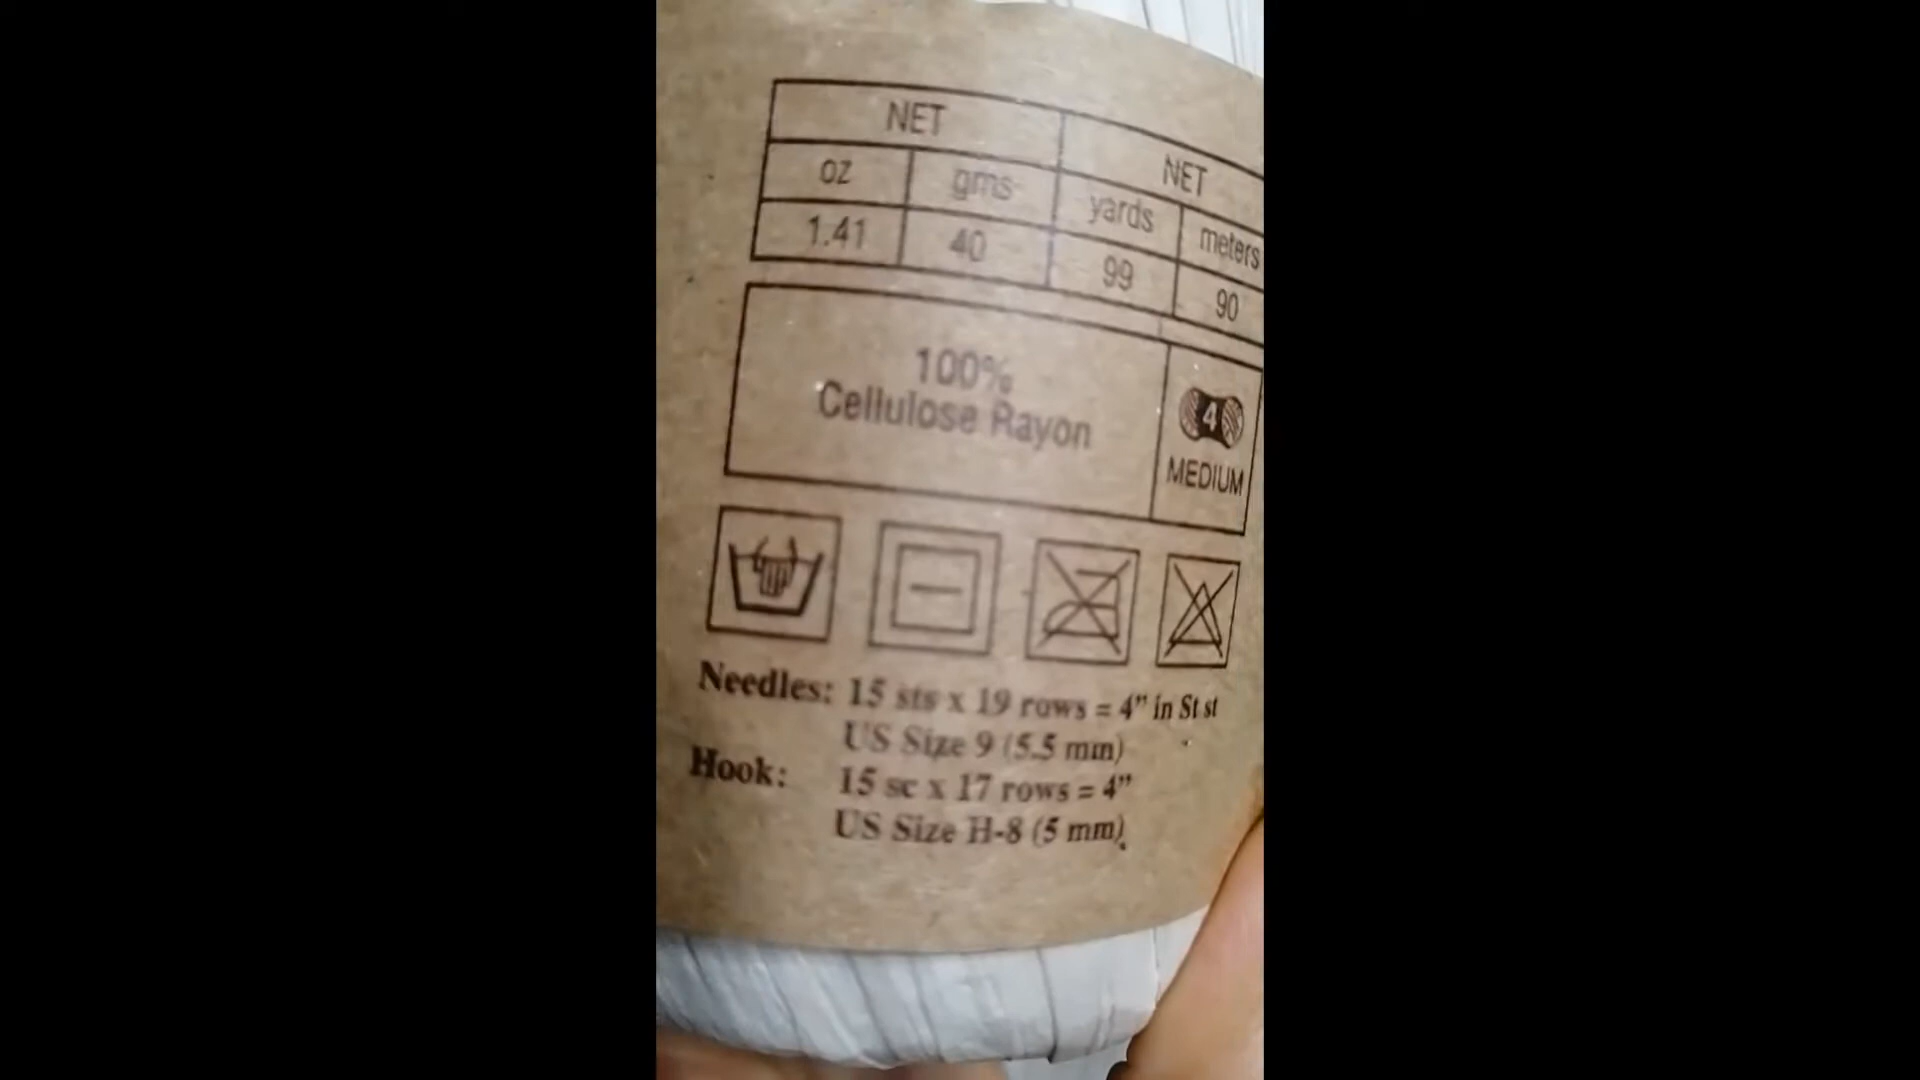 NET NET
oz gms yards meters
1.41 40 99 90
100%
Cellulose Rayon
4
MEDIUM
Needles: 15 sts x 19 rows = 4” in St st
US Size 9 (5.5 mm)
Hook: 15 sc x 17 rows = 4”
US Size H-8 (5 mm)